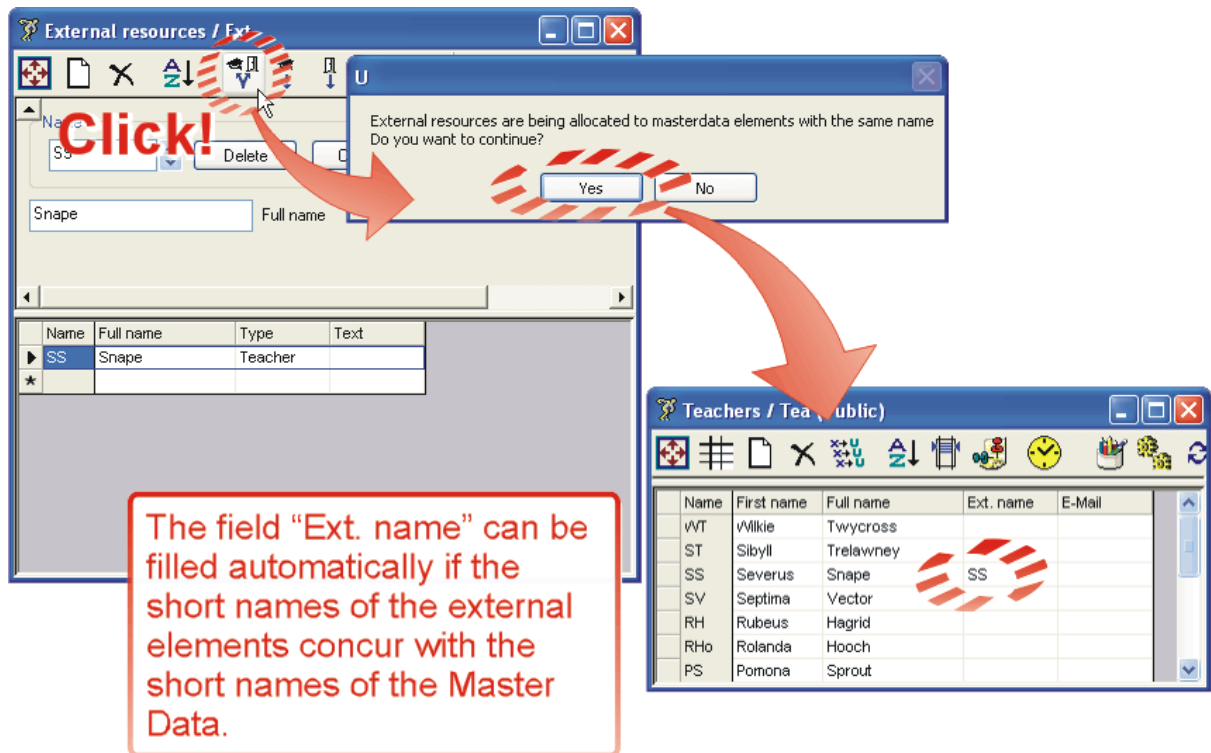 External resources / Ext
Click!
Name
SS
Delete
Snape
Full name
Name Full name Type Text
SS Snape Teacher
*
U
External resources are being allocated to masterdata elements with the same name
Do you want to continue?
Yes No
Teachers / Tea (Public)
Name First name Full name Ext. name E-Mail
WT Wilkie Twycross
ST Sibyll Trelawney
SS Severus Snape SS
SV Septima Vector
RH Rubeus Hagrid
RHo Rolanda Hooch
PS Pomona Sprout
The field “Ext. name” can be
filled automatically if the
short names of the external
elements concur with the
short names of the Master
Data.